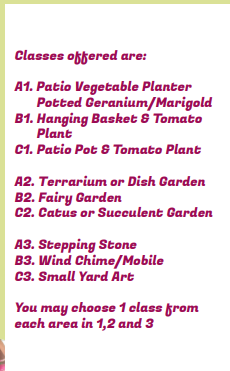 Classes offered are:
A1. Patio Vegetable Planter
Potted Geranium/Marigold
B1. Hanging Basket & Tomato
Plant
C1. Patio Pot & Tomato Plant
A2. Terrarium or Dish Garden
B2. Fairy Garden
C2. Catus or Succulent Garden
A3. Stepping Stone
B3. Wind Chime/Mobile
C3. Small Yard Art
You may choose 1 class from
each area in 1,2 and 3